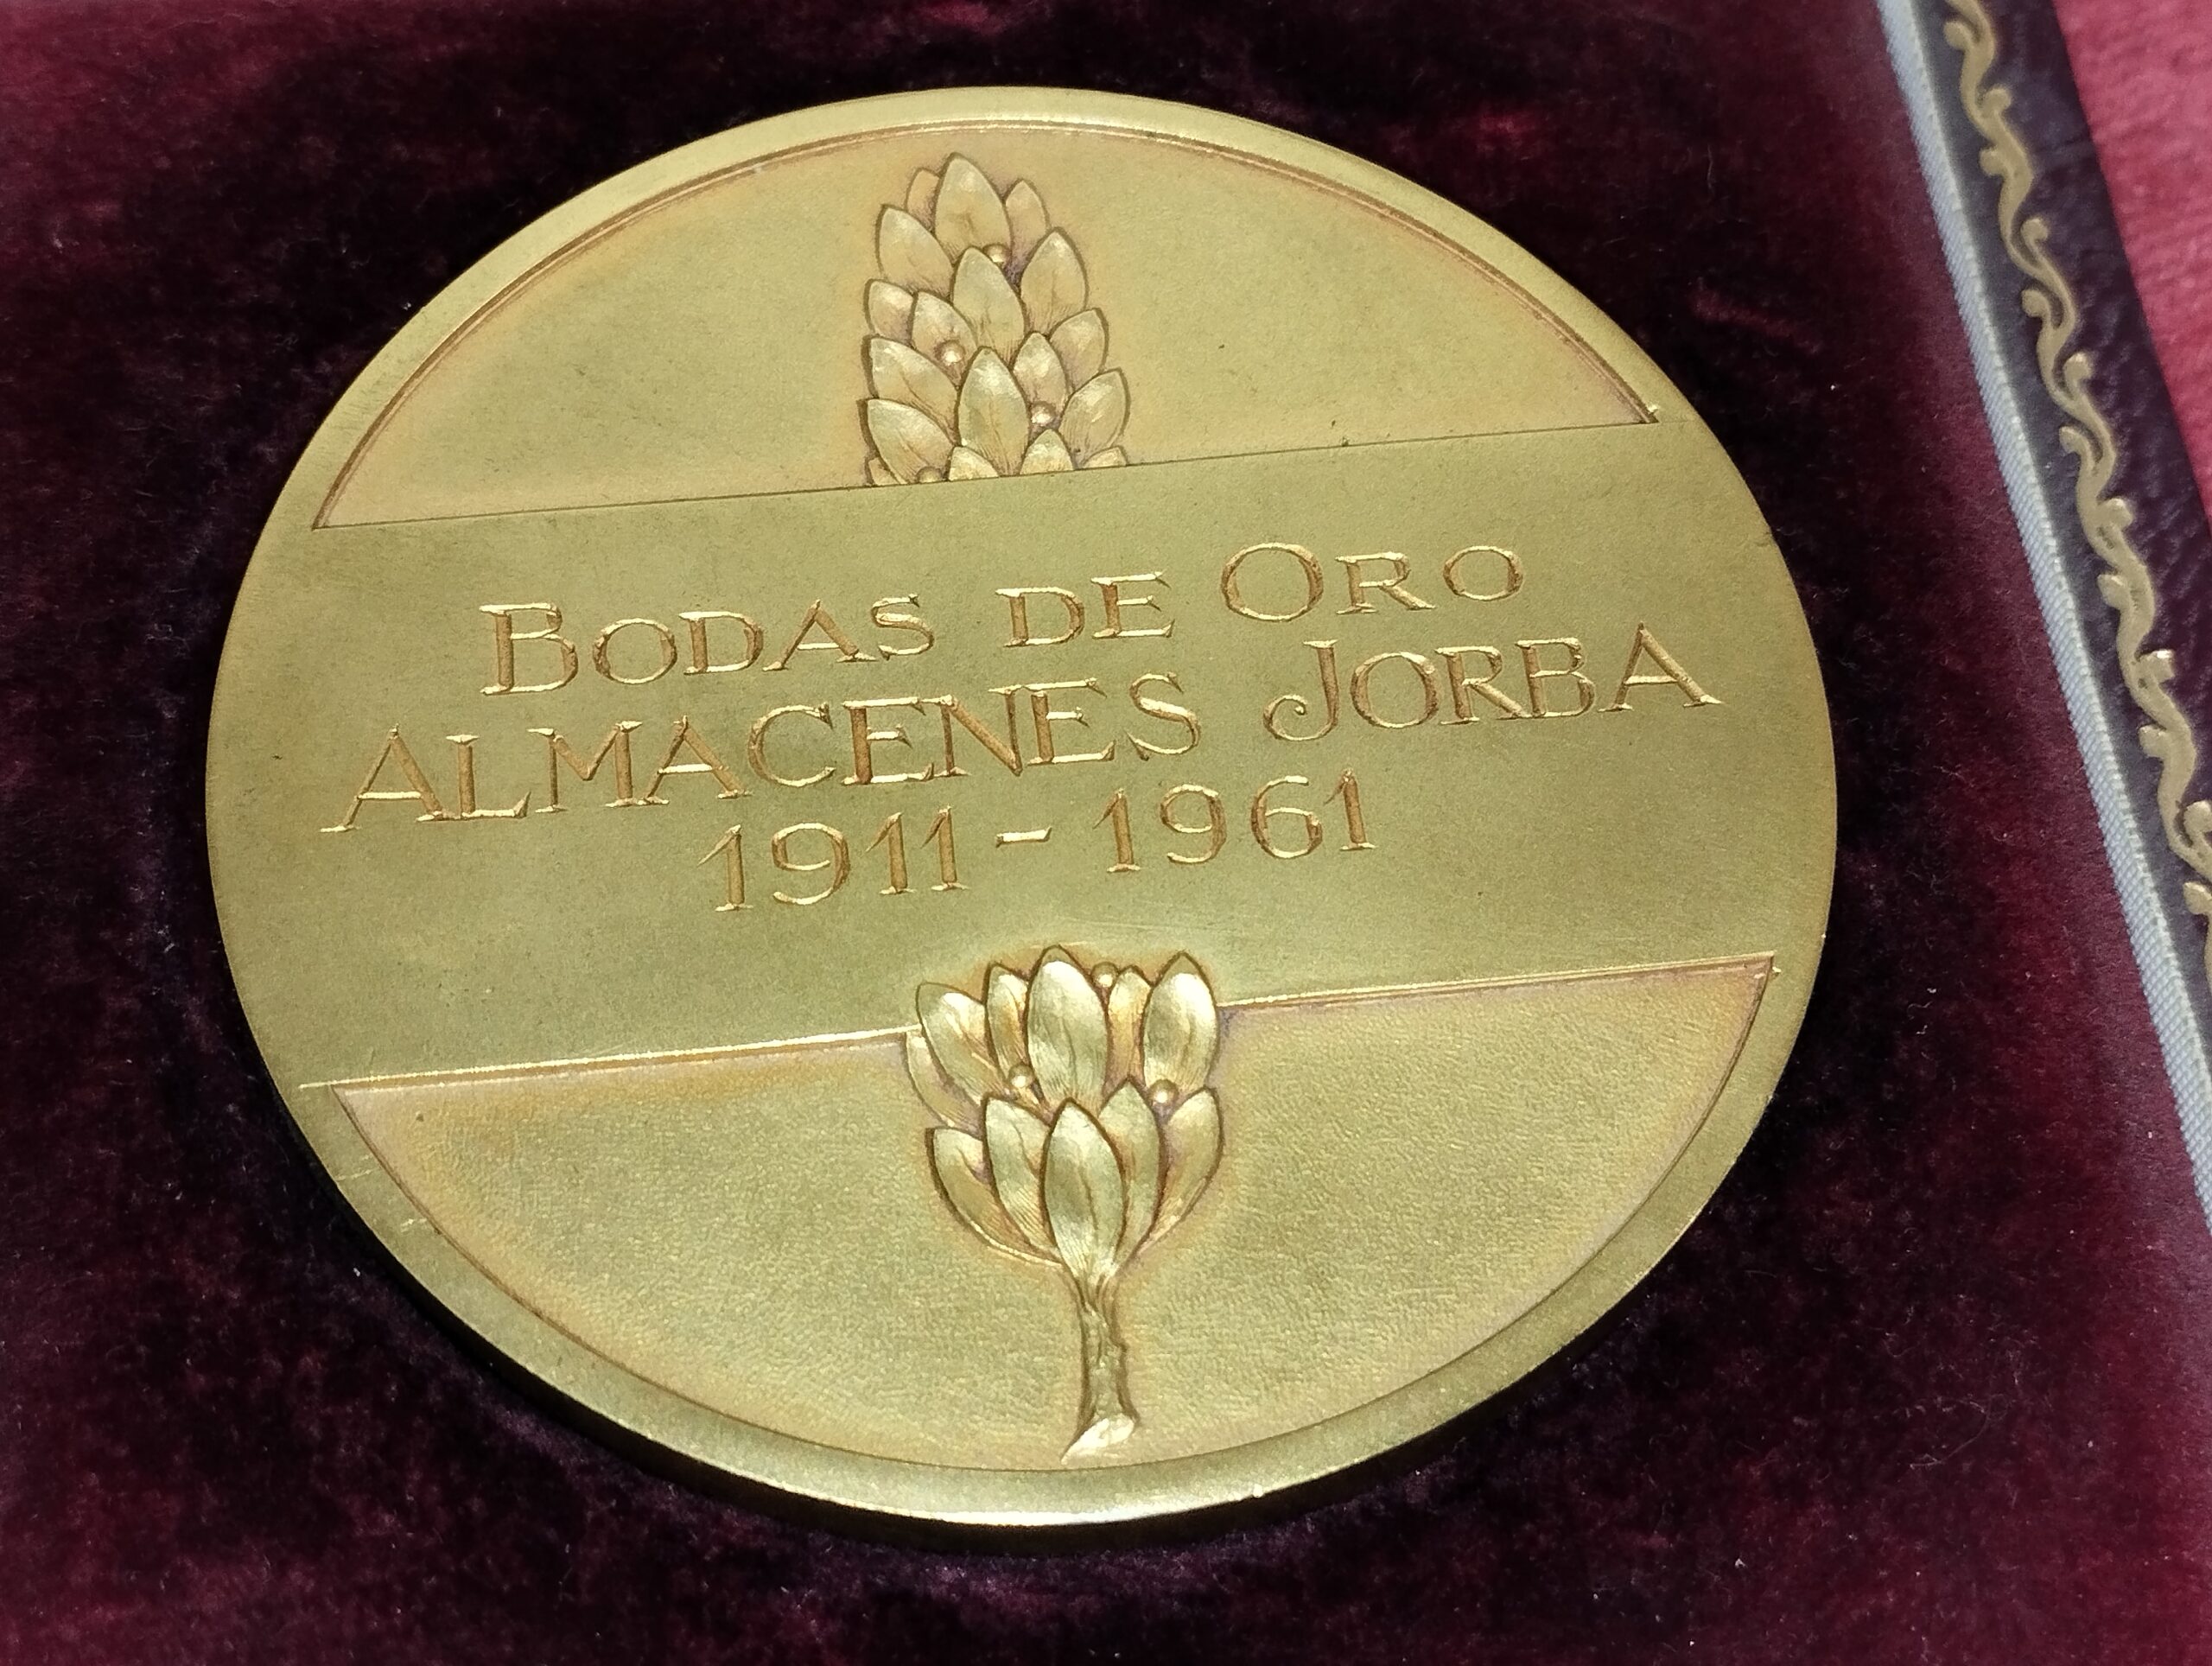 BODAS DE ORO
ALMACENES JORBA
1911 - 1961